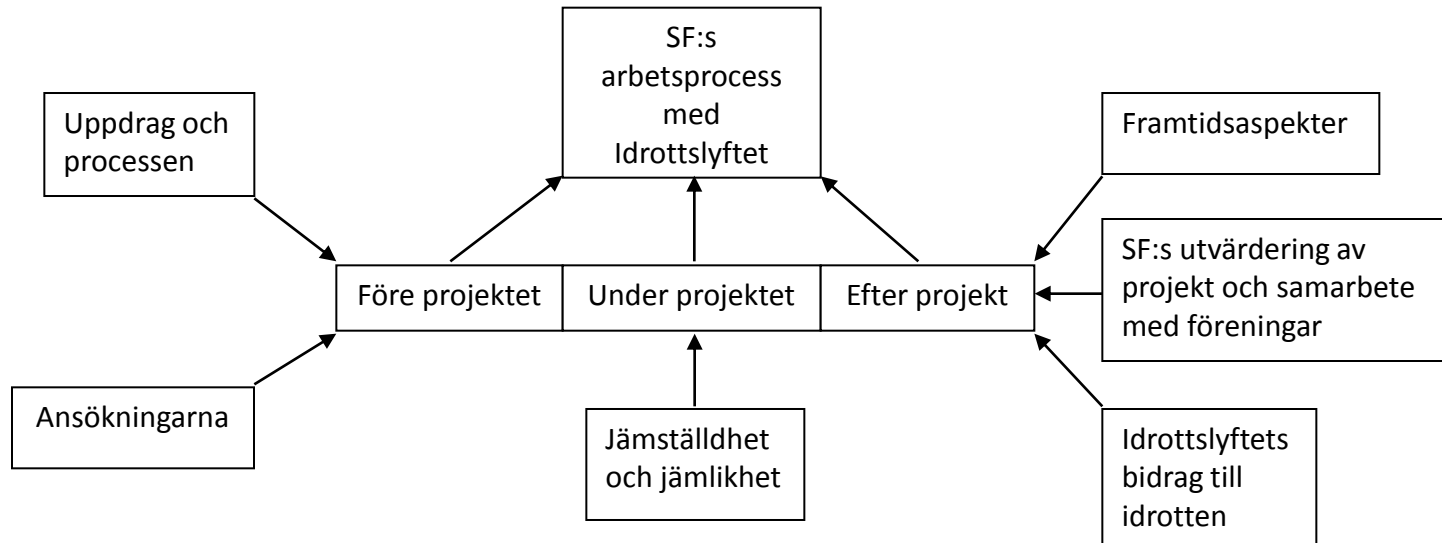 SF:s
arbetsprocess
med
Idrottslyftet
Uppdrag och
processen
Framtidsaspekter
SF:s utvärdering av
projekt och samarbete
med föreningar
Före projektet
Under projektet
Efter projekt
Ansökningarna
Jämställdhet
och jämlikhet
Idrottslyftets
bidrag till
idrotten